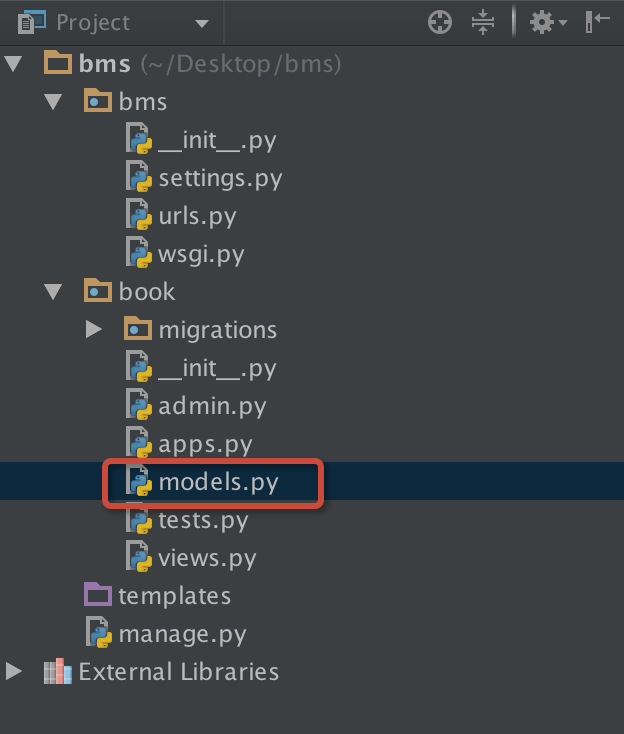 Project
bms (~/Desktop/bms)
bms
__init__.py
settings.py
urls.py
wsgi.py
book
migrations
__init__.py
admin.py
apps.py
models.py
tests.py
views.py
templates
manage.py
External Libraries